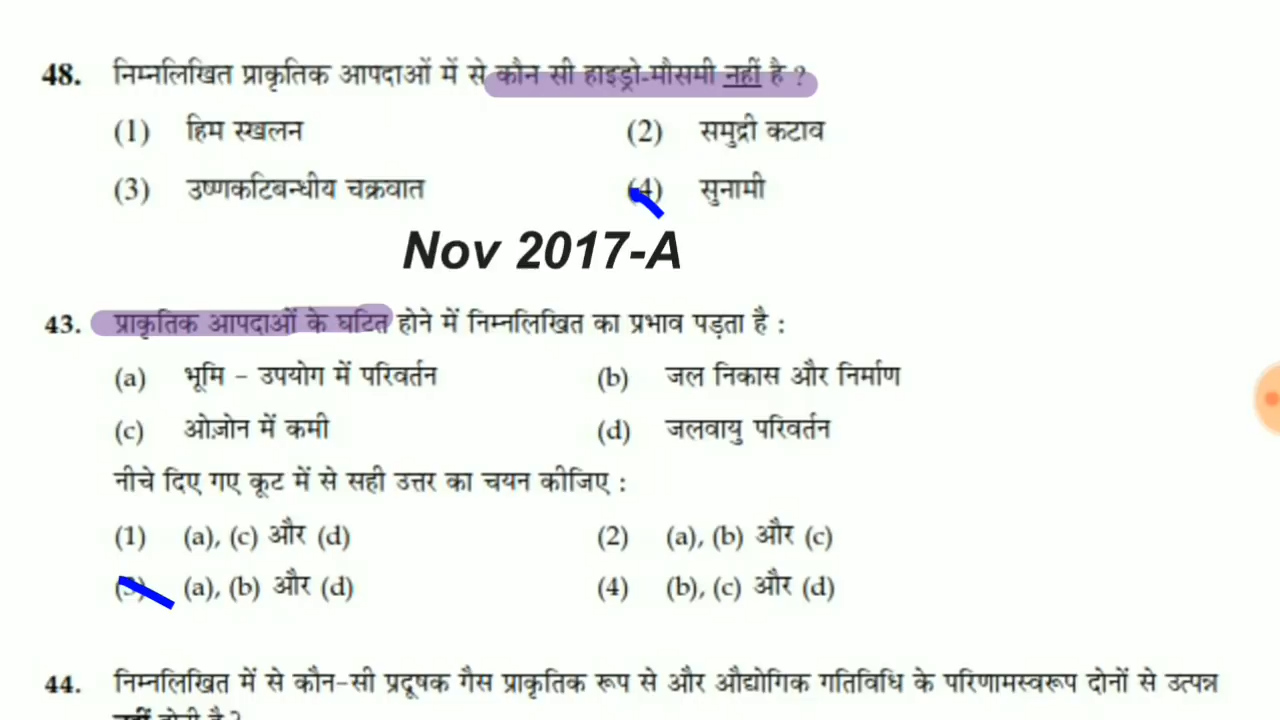 48. निम्नलिखित प्राकृतिक आपदाओं में से कौन सी हाइड्रो-मौसमी नहीं है ?
(1) हिम स्खलन (2) समुद्री कटाव
(3) उष्णकटिबन्धीय चक्रवात (4) सुनामी
Nov 2017-A
43. प्राकृतिक आपदाओं के घटित होने में निम्नलिखित का प्रभाव पड़ता है :
(a) भूमि - उपयोग में परिवर्तन (b) जल निकास और निर्माण
(c) ओज़ोन में कमी (d) जलवायु परिवर्तन
नीचे दिए गए कूट में से सही उत्तर का चयन कीजिए :
(1) (a), (c) और (d) (2) (a), (b) और (c)
(3) (a), (b) और (d) (4) (b), (c) और (d)
44. निम्नलिखित में से कौन-सी प्रदूषक गैस प्राकृतिक रूप से और औद्योगिक गतिविधि के परिणामस्वरूप दोनों से उत्पन्न
नहीं होती है ?